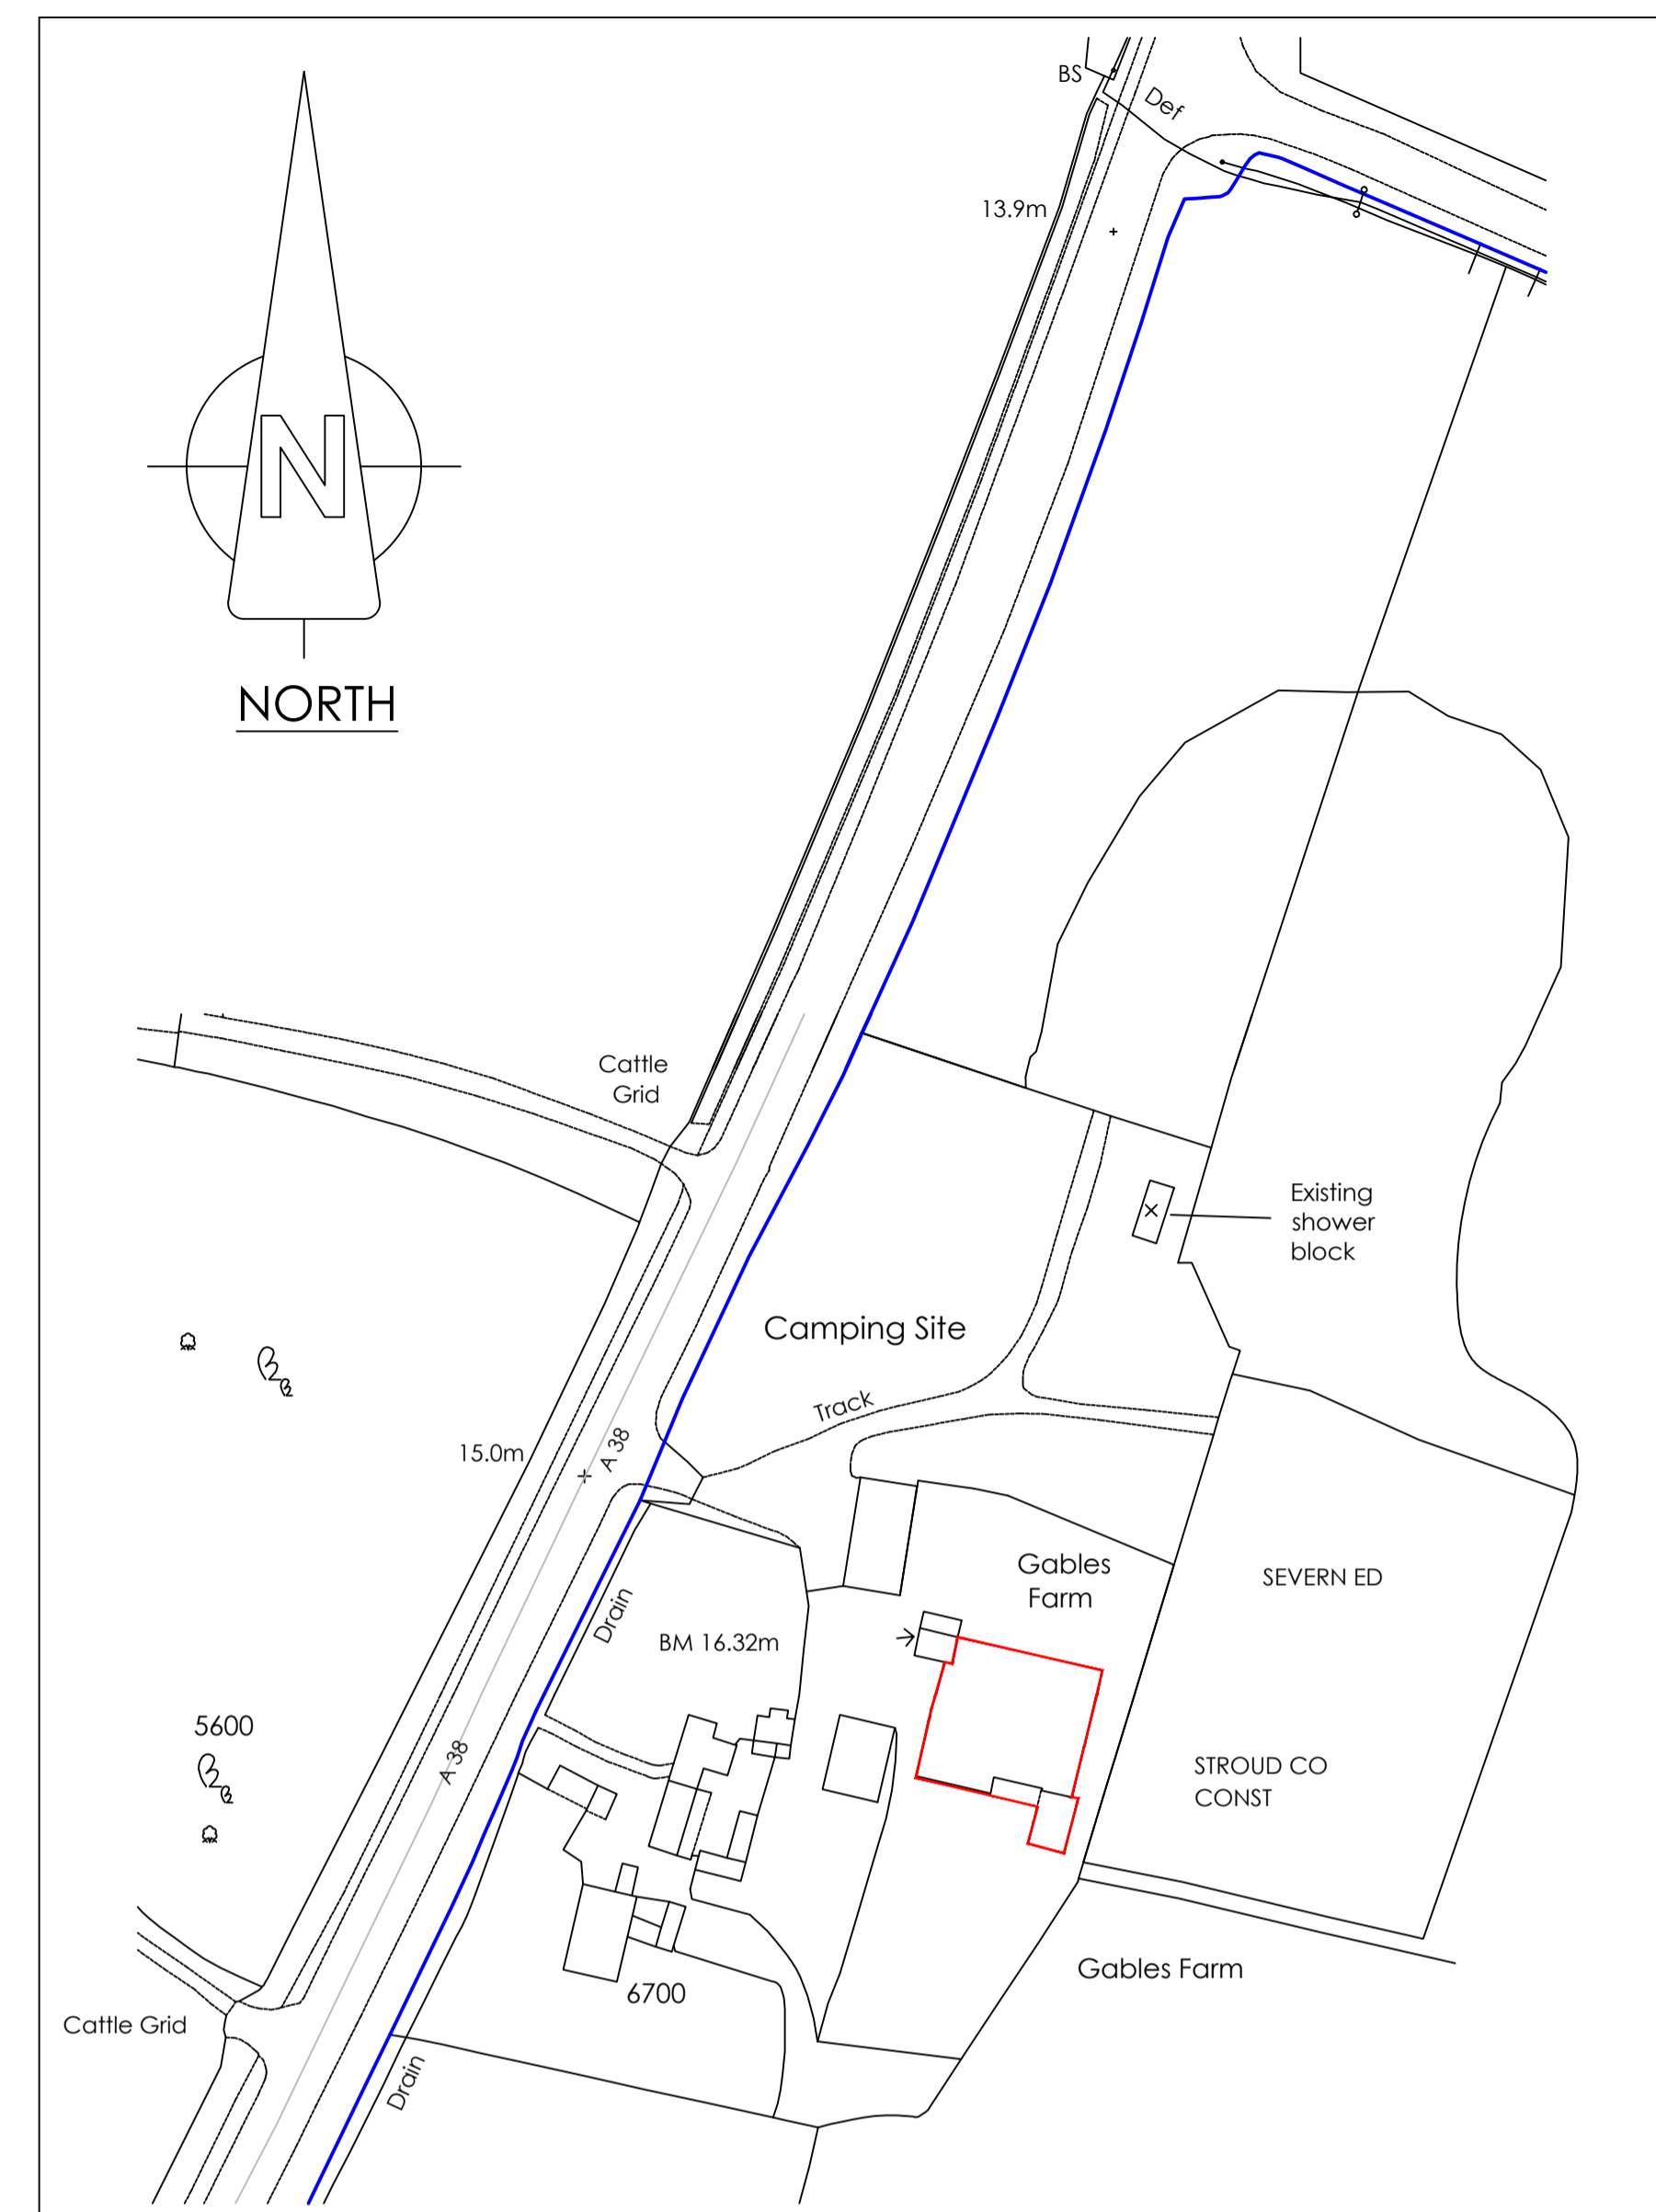 BS
Def
13.9m
N
NORTH
Cattle
Grid
Existing
shower
block
Camping Site
Track
15.0m
A 38
Gables
Farm
SEVERN ED
Drain
BM 16.32m
5600
A 38
STROUD CO
CONST
Gables Farm
6700
Cattle Grid
Drain